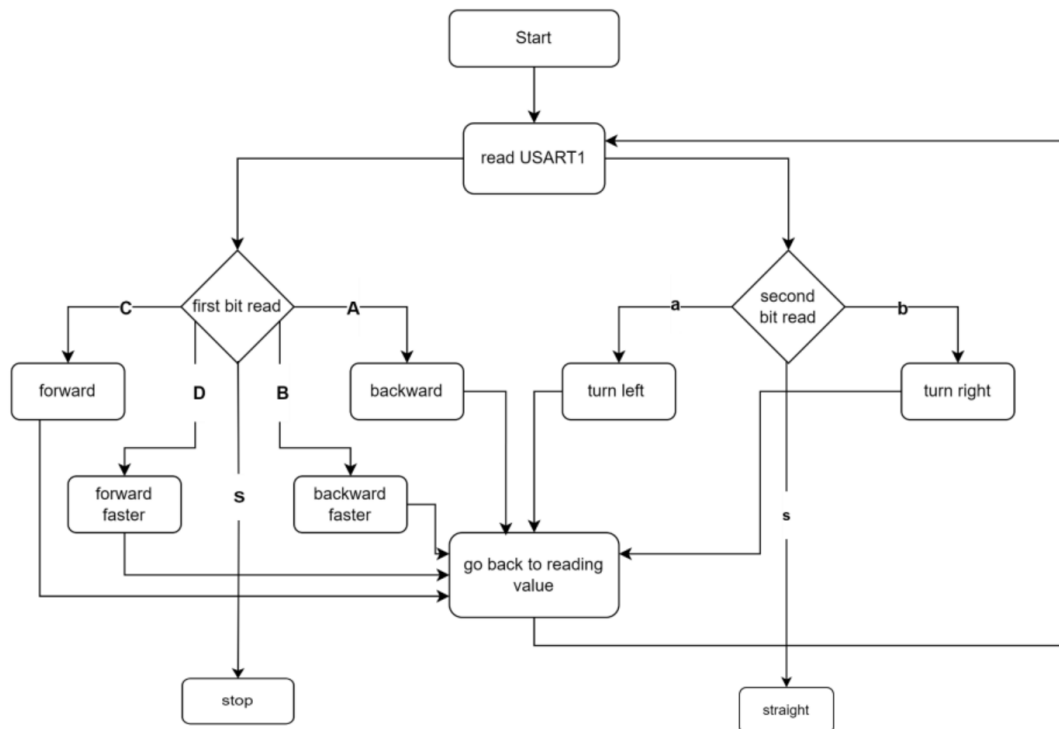 Start
read USART1
first bit read
second
bit read
C
A
a
b
forward
D
B
backward
turn left
turn right
forward
faster
S
backward
faster
s
go back to reading
value
stop
straight